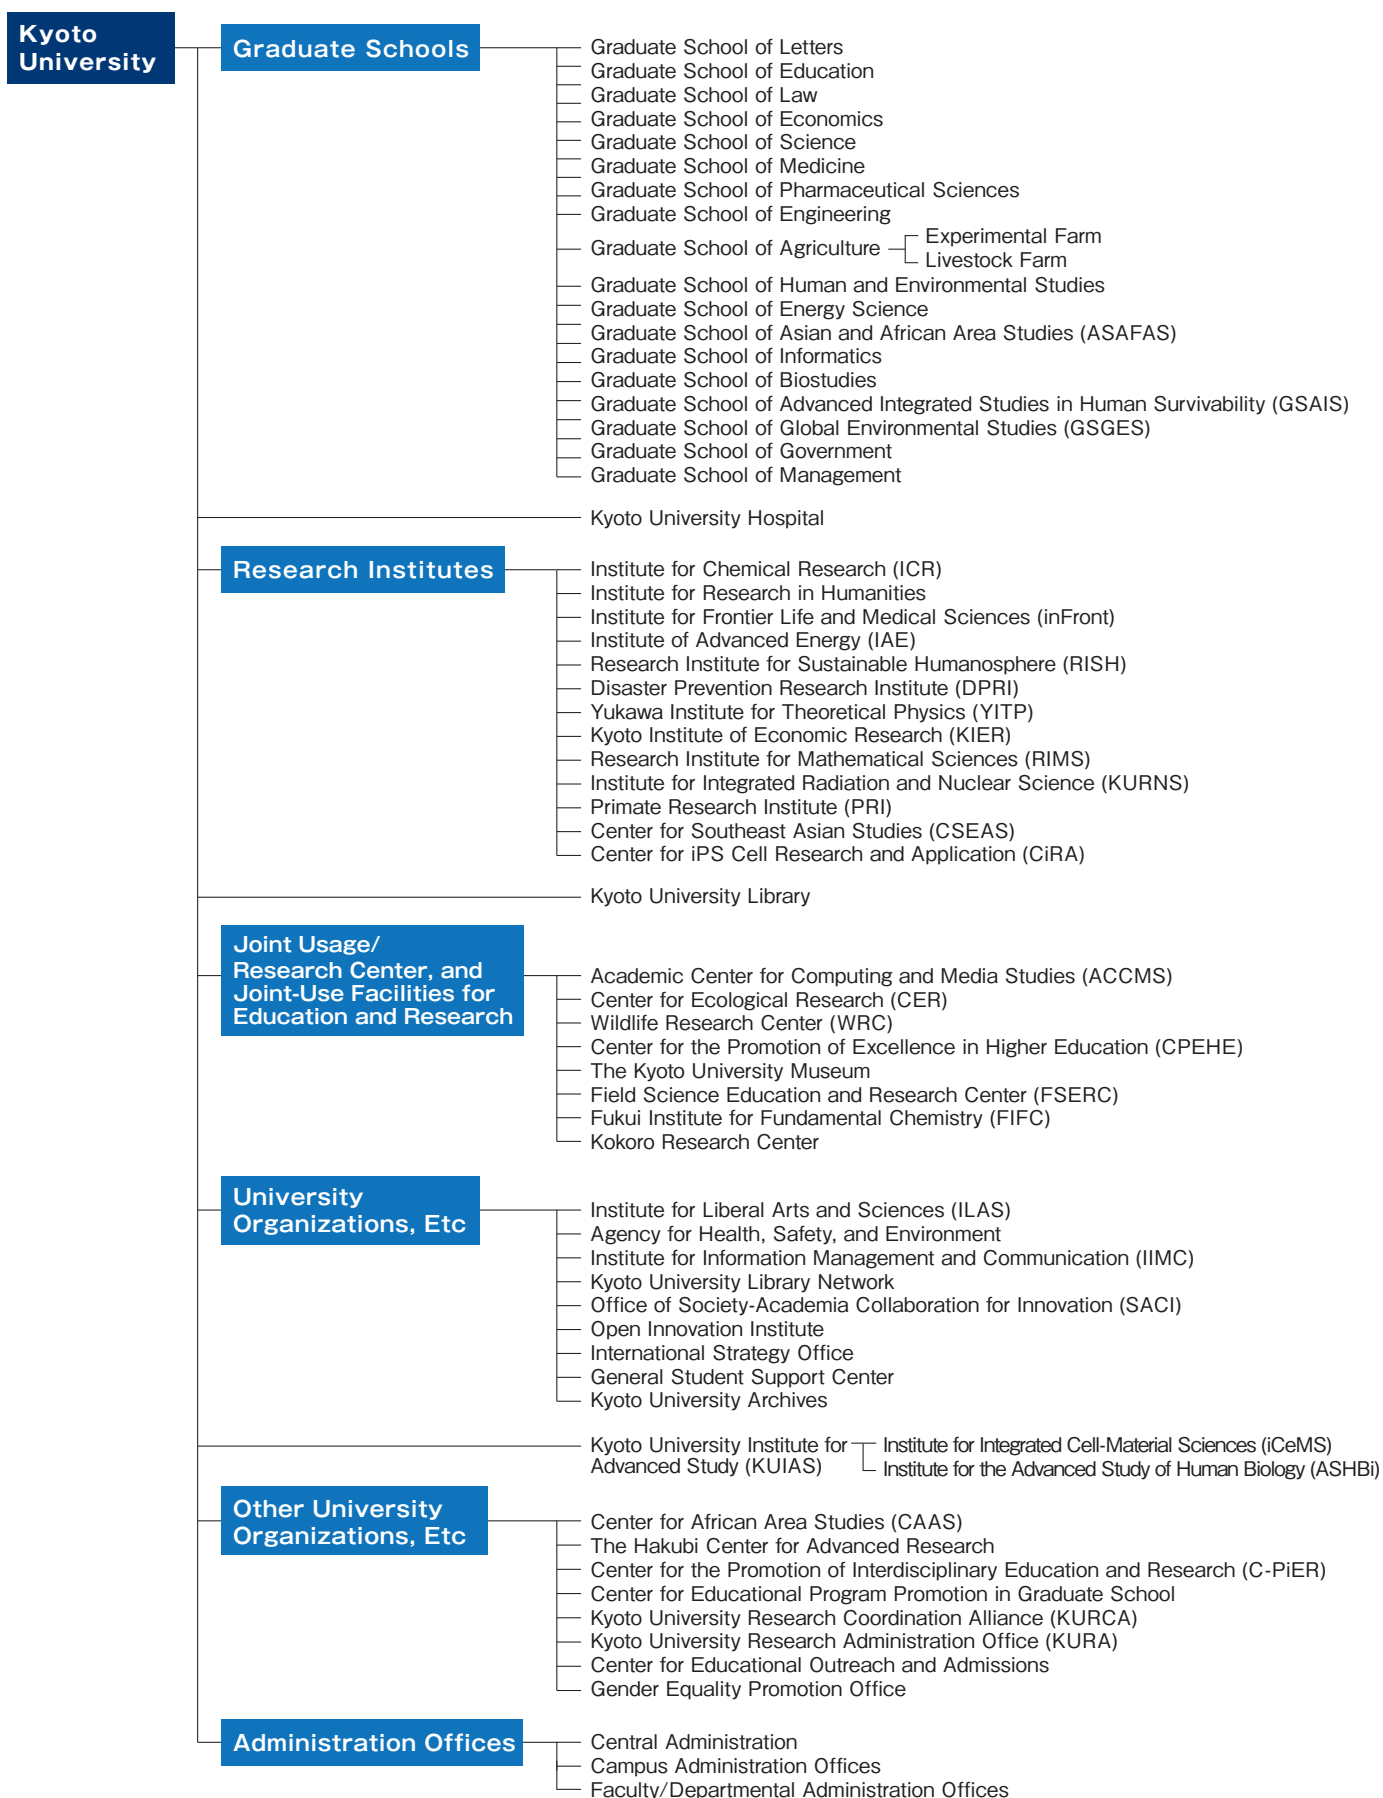 Kyoto
University
Graduate Schools
Graduate School of Letters
Graduate School of Education
Graduate School of Law
Graduate School of Economics
Graduate School of Science
Graduate School of Medicine
Graduate School of Pharmaceutical Sciences
Graduate School of Engineering
Graduate School of Agriculture
Experimental Farm
Livestock Farm
Graduate School of Human and Environmental Studies
Graduate School of Energy Science
Graduate School of Asian and African Area Studies (ASAFAS)
Graduate School of Informatics
Graduate School of Biostudies
Graduate School of Advanced Integrated Studies in Human Survivability (GSAIS)
Graduate School of Global Environmental Studies (GSGES)
Graduate School of Government
Graduate School of Management
Kyoto University Hospital
Research Institutes
Institute for Chemical Research (ICR)
Institute for Research in Humanities
Institute for Frontier Life and Medical Sciences (inFront)
Institute of Advanced Energy (IAE)
Research Institute for Sustainable Humanosphere (RISH)
Disaster Prevention Research Institute (DPRI)
Yukawa Institute for Theoretical Physics (YITP)
Kyoto Institute of Economic Research (KIER)
Research Institute for Mathematical Sciences (RIMS)
Institute for Integrated Radiation and Nuclear Science (KURNS)
Primate Research Institute (PRI)
Center for Southeast Asian Studies (CSEAS)
Center for iPS Cell Research and Application (CiRA)
Kyoto University Library
Joint Usage/
Research Center, and
Joint-Use Facilities for
Education and Research
Academic Center for Computing and Media Studies (ACCMS)
Center for Ecological Research (CER)
Wildlife Research Center (WRC)
Center for the Promotion of Excellence in Higher Education (CPEHE)
The Kyoto University Museum
Field Science Education and Research Center (FSERC)
Fukui Institute for Fundamental Chemistry (FIFC)
Kokoro Research Center
University
Organizations, Etc
Institute for Liberal Arts and Sciences (ILAS)
Agency for Health, Safety, and Environment
Institute for Information Management and Communication (IIMC)
Kyoto University Library Network
Office of Society-Academia Collaboration for Innovation (SACI)
Open Innovation Institute
International Strategy Office
General Student Support Center
Kyoto University Archives
Kyoto University Institute for
Advanced Study (KUIAS)
Institute for Integrated Cell-Material Sciences (iCeMS)
Institute for the Advanced Study of Human Biology (ASHBi)
Other University
Organizations, Etc
Center for African Area Studies (CAAS)
The Hakubi Center for Advanced Research
Center for the Promotion of Interdisciplinary Education and Research (C-PiER)
Center for Educational Program Promotion in Graduate School
Kyoto University Research Coordination Alliance (KURCA)
Kyoto University Research Administration Office (KURA)
Center for Educational Outreach and Admissions
Gender Equality Promotion Office
Administration Offices
Central Administration
Campus Administration Offices
Faculty/Departmental Administration Offices